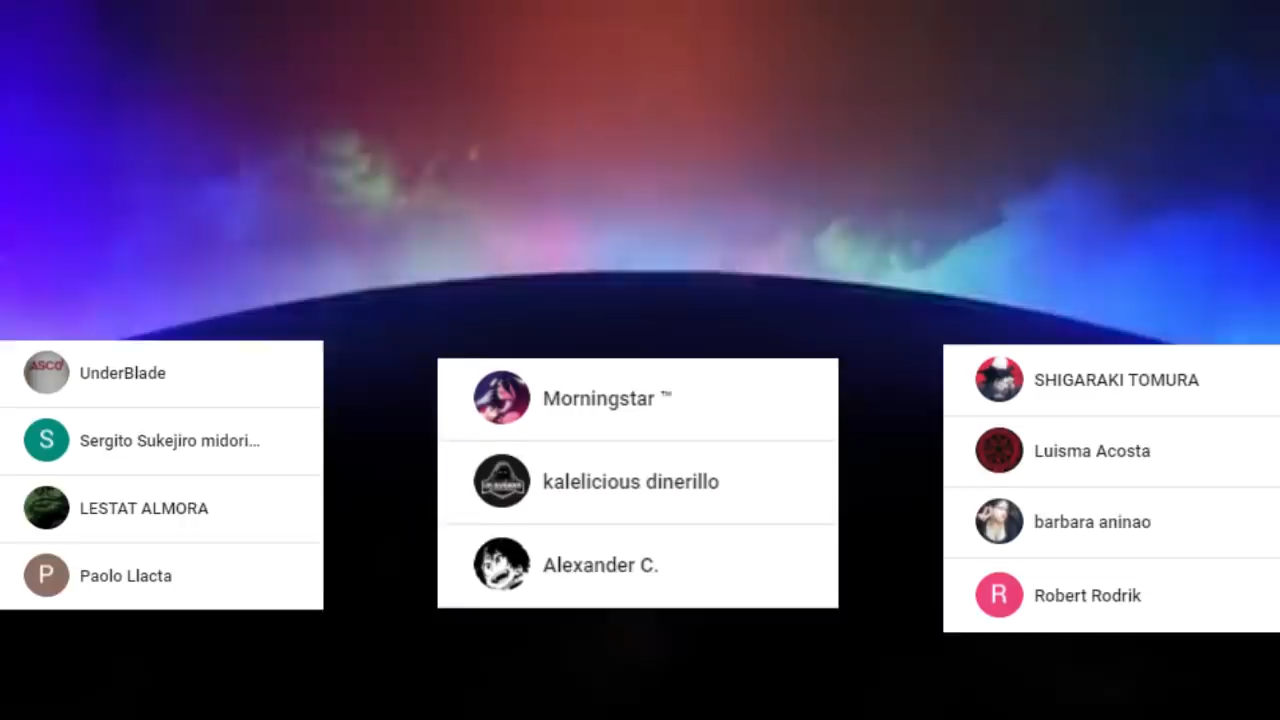 ASCO
UnderBlade
S
Sergito Sukejiro midori...
LESTAT ALMORA
P
Paolo Llacta
Morningstar ™
kalelicious dinerillo
Alexander C.
SHIGARAKI TOMURA
Luisma Acosta
barbara aninao
R
Robert Rodrik